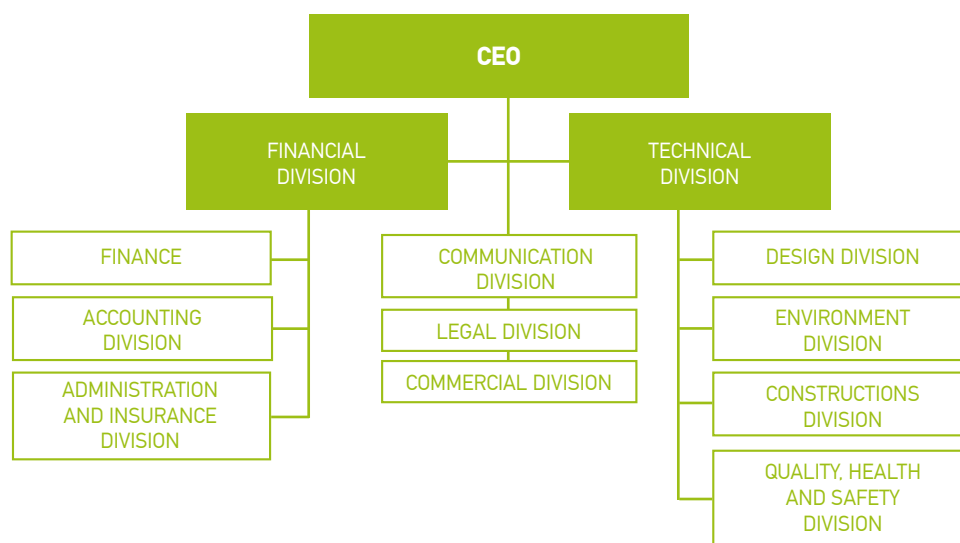 CEO
FINANCIAL
DIVISION
TECHNICAL
DIVISION
FINANCE
ACCOUNTING
DIVISION
ADMINISTRATION
AND INSURANCE
DIVISION
COMMUNICATION
DIVISION
LEGAL DIVISION
COMMERCIAL DIVISION
DESIGN DIVISION
ENVIRONMENT
DIVISION
CONSTRUCTIONS
DIVISION
QUALITY, HEALTH
AND SAFETY
DIVISION